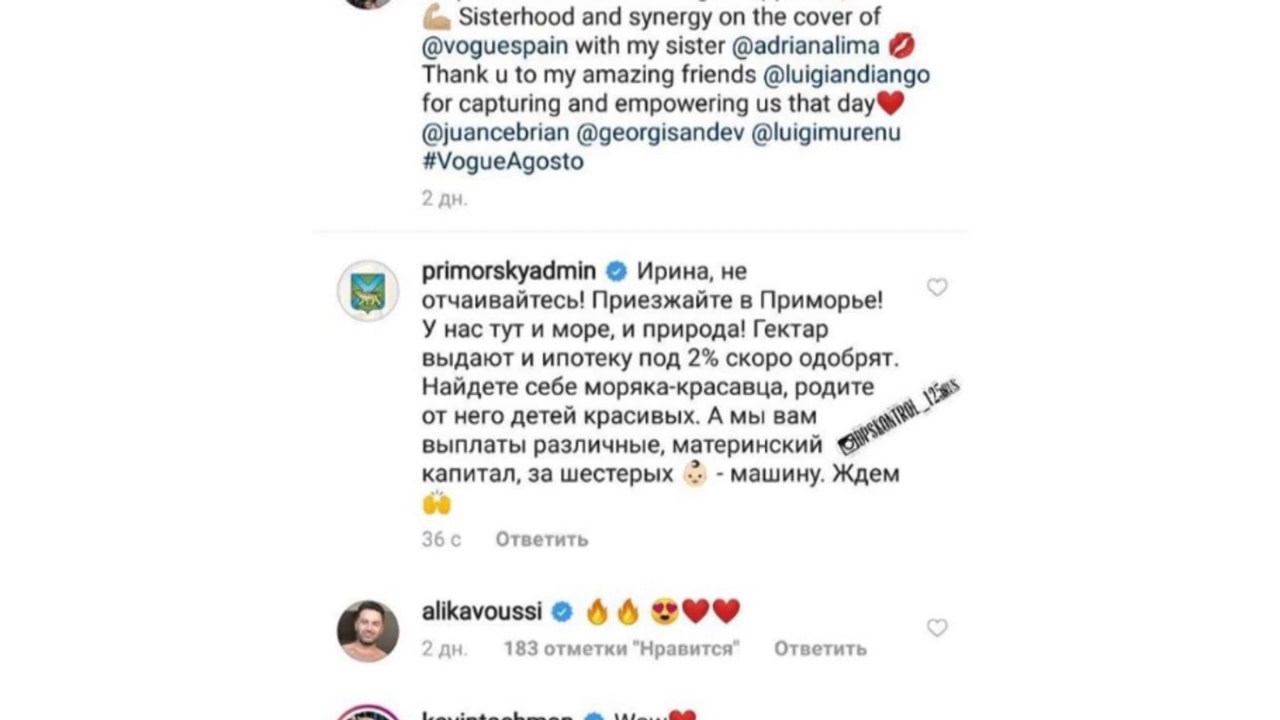 💪🏼 Sisterhood and synergy on the cover of
@voguespain with my sister @adrianalima 💋
Thank u to my amazing friends @luigiandiango
for capturing and empowering us that day❤️
@juancebrian @georgisandev @luigimurenu
#VogueAgosto
2 дн.
primorskyadmin Ирина, не
отчаивайтесь! Приезжайте в Приморье!
У нас тут и море, и природа! Гектар
выдают и ипотеку под 2% скоро одобрят.
Найдете себе моряка-красавца, родите
от него детей красивых. А мы вам
выплаты различные, материнский
капитал, за шестерых 👶🏻 - машину. Ждем
🙌
36 с Ответить
alikavoussi 🔥🔥😍❤️❤️
2 дн. 183 отметки "Нравится" Ответить
Wow❤️